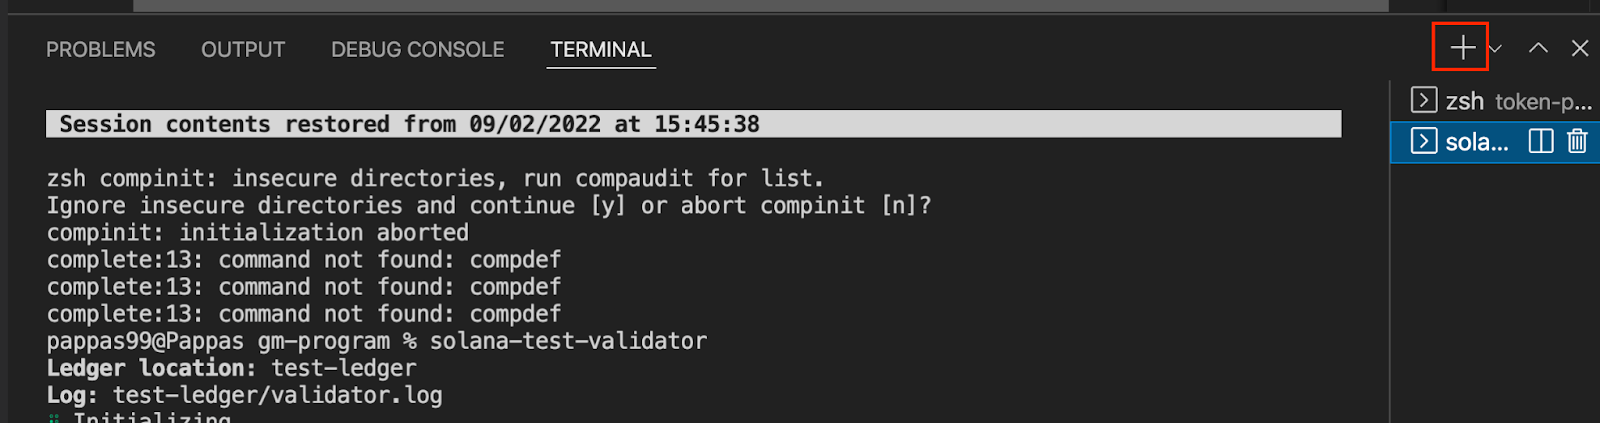 PROBLEMS OUTPUT DEBUG CONSOLE TERMINAL
zsh token-p...
sola...
Session contents restored from 09/02/2022 at 15:45:38
zsh compinit: insecure directories, run compaudit for list.
Ignore insecure directories and continue [y] or abort compinit [n]?
compinit: initialization aborted
complete:13: command not found: compdef
complete:13: command not found: compdef
complete:13: command not found: compdef
pappas99@Pappas gm-program % solana-test-validator
Ledger location: test-ledger
Log: test-ledger/validator.log
Initializing